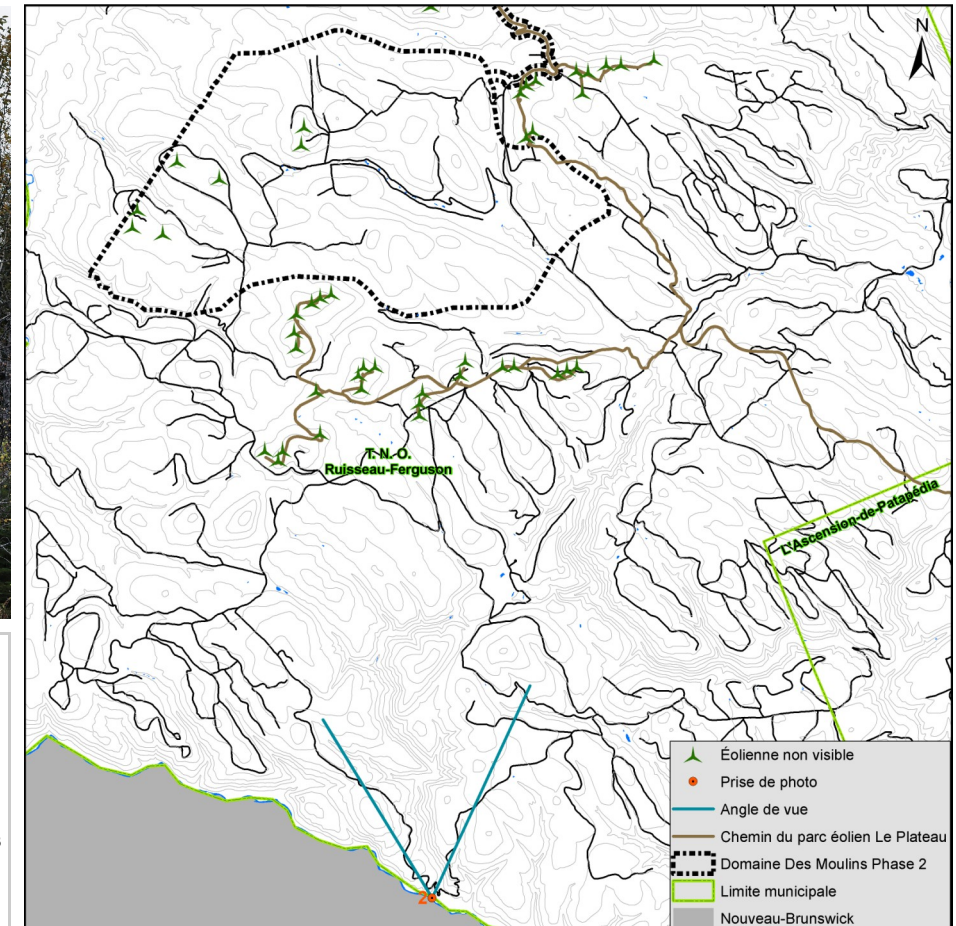 N
T. N. O.
Ruisseau-Ferguson
L'Ascension-de-Patapédia
2
Éolienne non visible
Prise de photo
Angle de vue
Chemin du parc éolien Le Plateau
Domaine Des Moulins Phase 2
Limite municipale
Nouveau-Brunswick